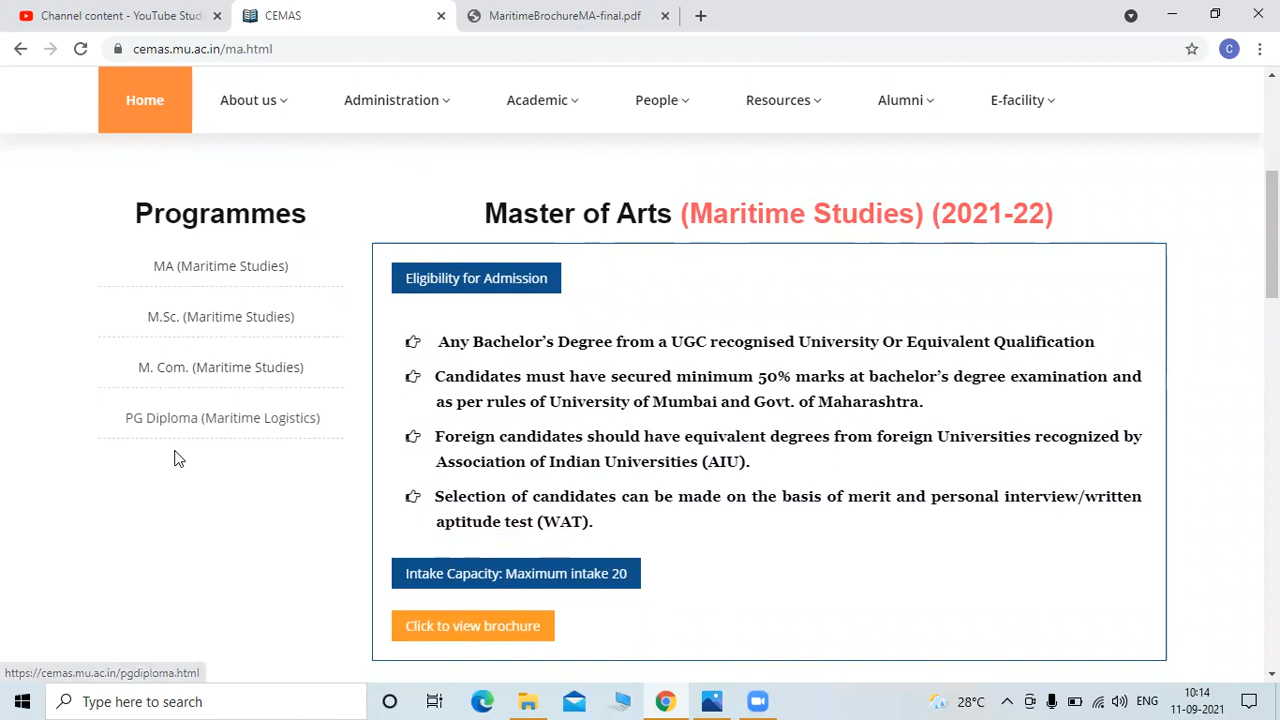 Channel content - YouTube Stud
CEMAS
MaritimeBrochureMA-final.pdf
cemas.mu.ac.in/ma.html
C
Home
About us
Administration
Academic
People
Resources
Alumni
E-facility
Programmes
MA (Maritime Studies)
M.Sc. (Maritime Studies)
M. Com. (Maritime Studies)
PG Diploma (Maritime Logistics)
Master of Arts (Maritime Studies) (2021-22)
Eligibility for Admission
Any Bachelor’s Degree from a UGC recognised University Or Equivalent Qualification
Candidates must have secured minimum 50% marks at bachelor’s degree examination and
as per rules of University of Mumbai and Govt. of Maharashtra.
Foreign candidates should have equivalent degrees from foreign Universities recognized by
Association of Indian Universities (AIU).
Selection of candidates can be made on the basis of merit and personal interview/written
aptitude test (WAT).
Intake Capacity: Maximum intake 20
Click to view brochure
https://cemas.mu.ac.in/pgdiploma.html
Type here to search
28°C
ENG
10:14
11-09-2021